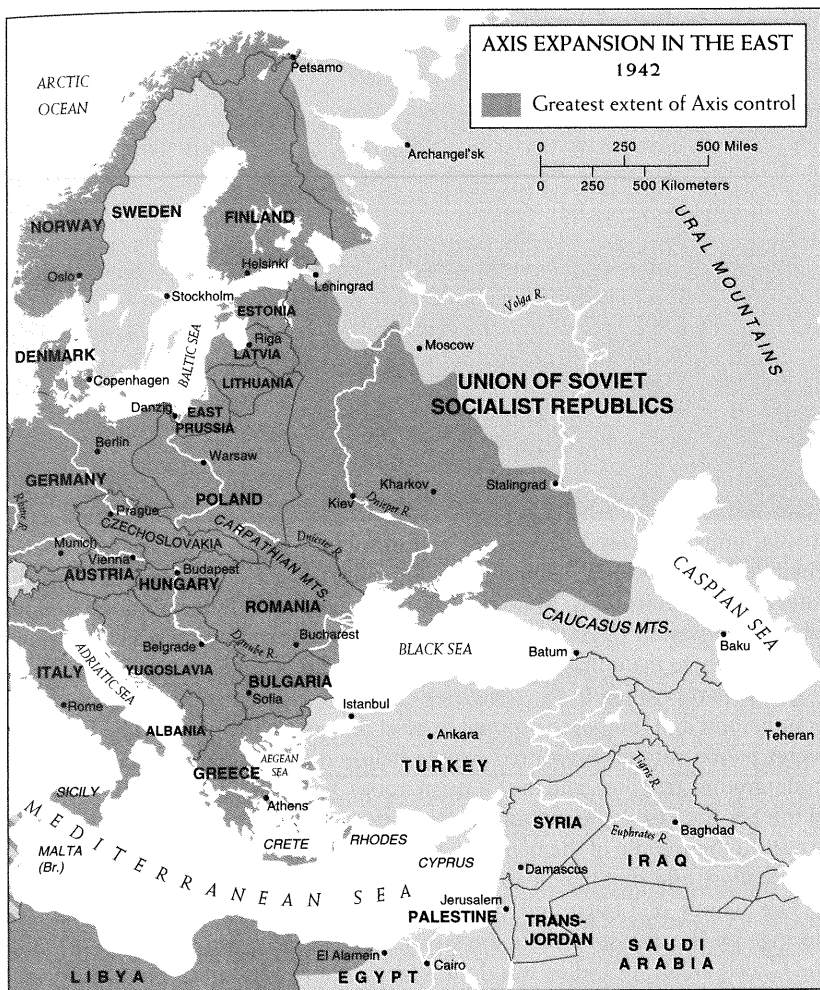 AXIS EXPANSION IN THE EAST
1942
Greatest extent of Axis control
0 250 500 Miles
0 250 500 Kilometers
ARCTIC
OCEAN
Petsamo
Archangel'sk
URAL MOUNTAINS
NORWAY
SWEDEN
FINLAND
Oslo
Helsinki
Leningrad
Stockholm
Volga R.
ESTONIA
BALTIC SEA
Riga
LATVIA
Moscow
DENMARK
Copenhagen
LITHUANIA
UNION OF SOVIET
SOCIALIST REPUBLICS
Danzig
EAST
PRUSSIA
Berlin
Warsaw
GERMANY
POLAND
Kharkov
Stalingrad
Kiev
Dnieper R.
Rhine R.
Prague
CZECHOSLOVAKIA
CARPATHIAN MTS.
Dniester R.
Munich
Vienna
AUSTRIA
Budapest
HUNGARY
ROMANIA
CASPIAN SEA
CAUCASUS MTS.
Belgrade
Danube R.
Bucharest
BLACK SEA
Batum
Baku
ADRIATIC SEA
ITALY
YUGOSLAVIA
BULGARIA
Sofia
Rome
Istanbul
ALBANIA
Ankara
Teheran
AEGEAN
SEA
TURKEY
GREECE
Tigris R.
SICILY
Athens
MEDITERRANEAN SEA
MALTA
(Br.)
CRETE
RHODES
SYRIA
Euphrates R.
Baghdad
CYPRUS
IRAQ
Damascus
Jerusalem
PALESTINE
TRANS-
JORDAN
SAUDI
ARABIA
El Alamein
Cairo
LIBYA
EGYPT